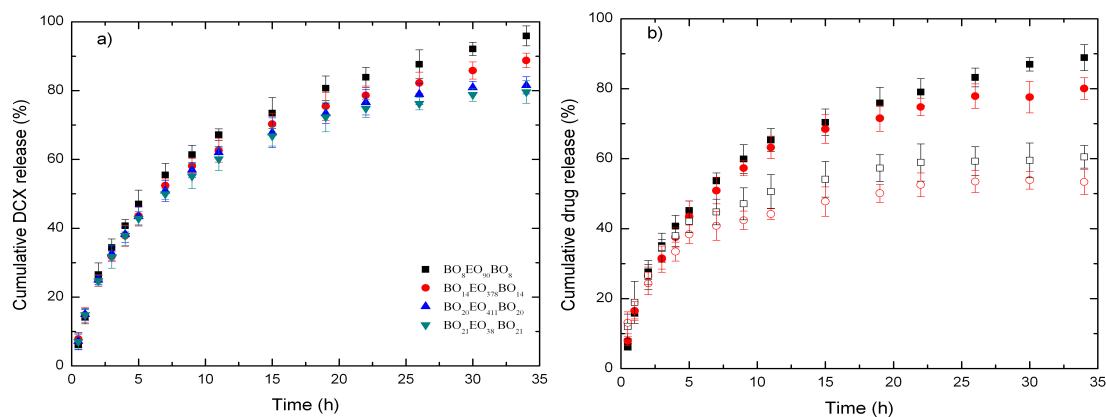 a)
Cumulative DCX release (%)
100
80
60
40
20
0
BO₈EO₉₀BO₈
BO₁₄EO₃₇₈BO₁₄
BO₂₀EO₄₁₁BO₂₀
BO₂₁EO₃₈BO₂₁
0 5 10 15 20 25 30 35
Time (h)
b)
Cumulative drug release (%)
100
80
60
40
20
0
0 5 10 15 20 25 30 35
Time (h)